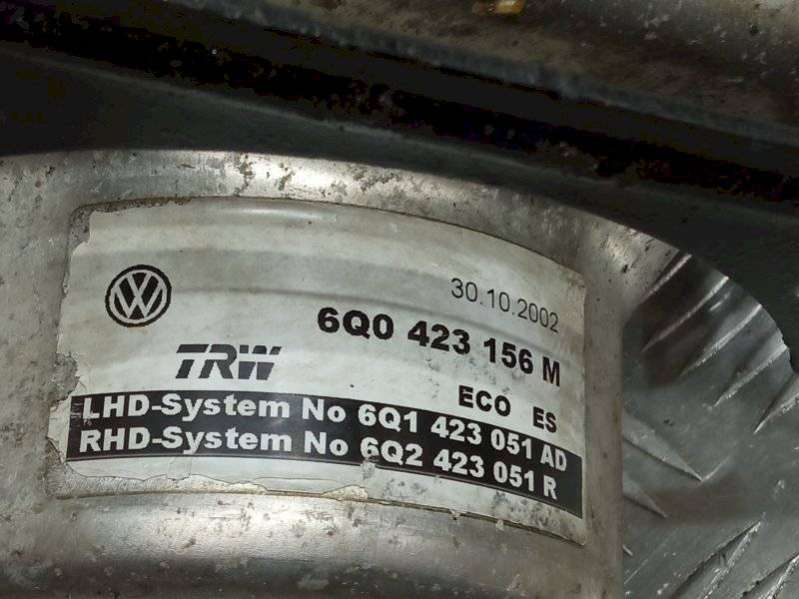 30.10.2002
6Q0 423 156 M
TRW
ECO ES
LHD-System No 6Q1 423 051 AD
RHD-System No 6Q2 423 051 R